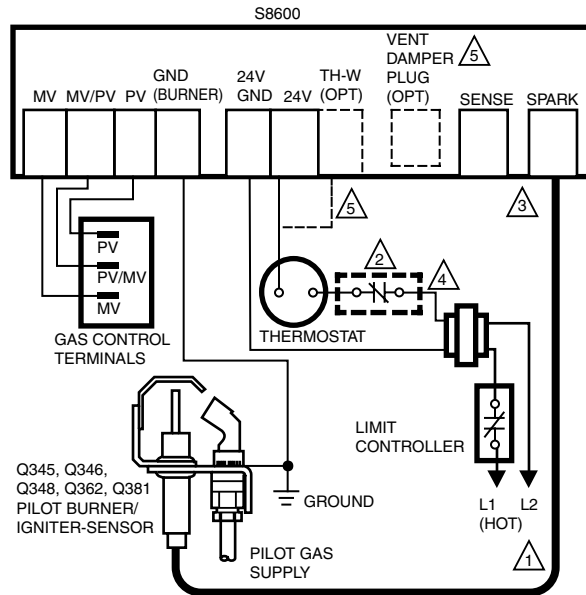 S8600
MV
MV/PV
PV
GND
(BURNER)
24V
GND
24V
TH-W
(OPT)
VENT
DAMPER
PLUG
(OPT)
5
SENSE
SPARK
3
5
PV
PV/MV
MV
GAS CONTROL
TERMINALS
THERMOSTAT
2
4
LIMIT
CONTROLLER
L1
(HOT)
L2
1
Q345, Q346,
Q348, Q362, Q381
PILOT BURNER/
IGNITER-SENSOR
GROUND
PILOT GAS
SUPPLY